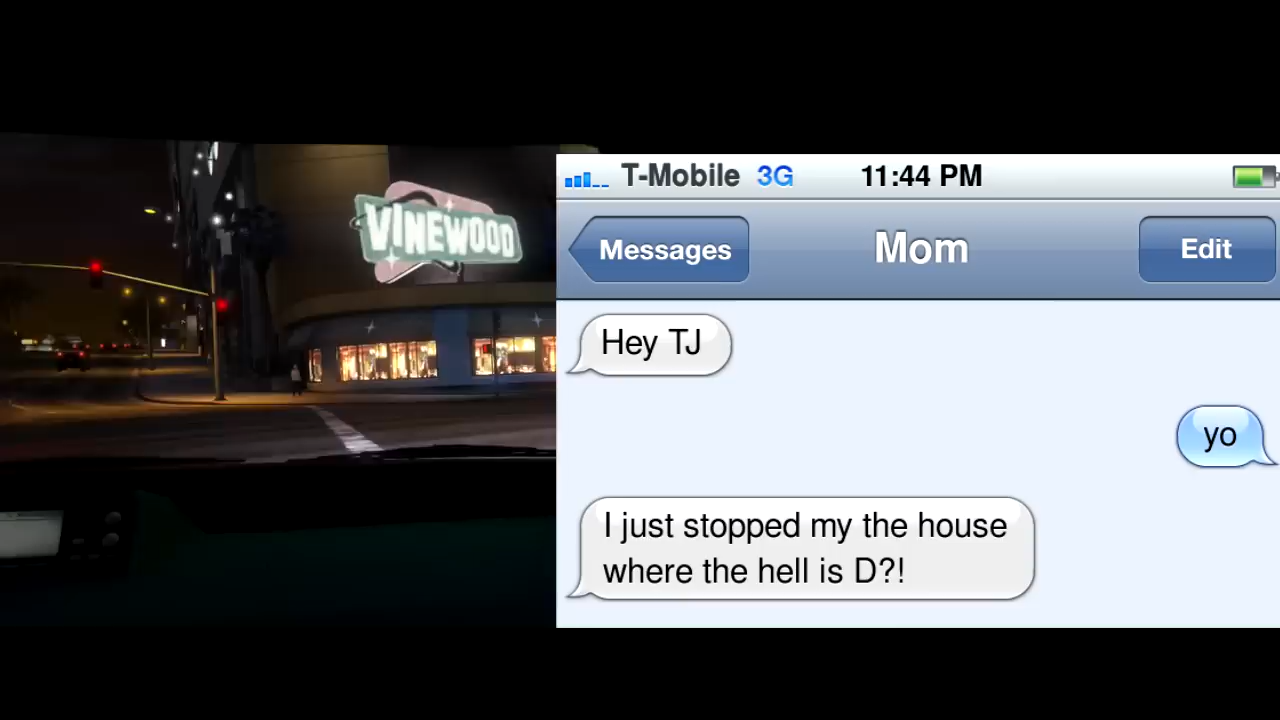 VINEWOOD
T-Mobile 3G 11:44 PM
Messages Mom Edit
Hey TJ
yo
I just stopped my the house
where the hell is D?!